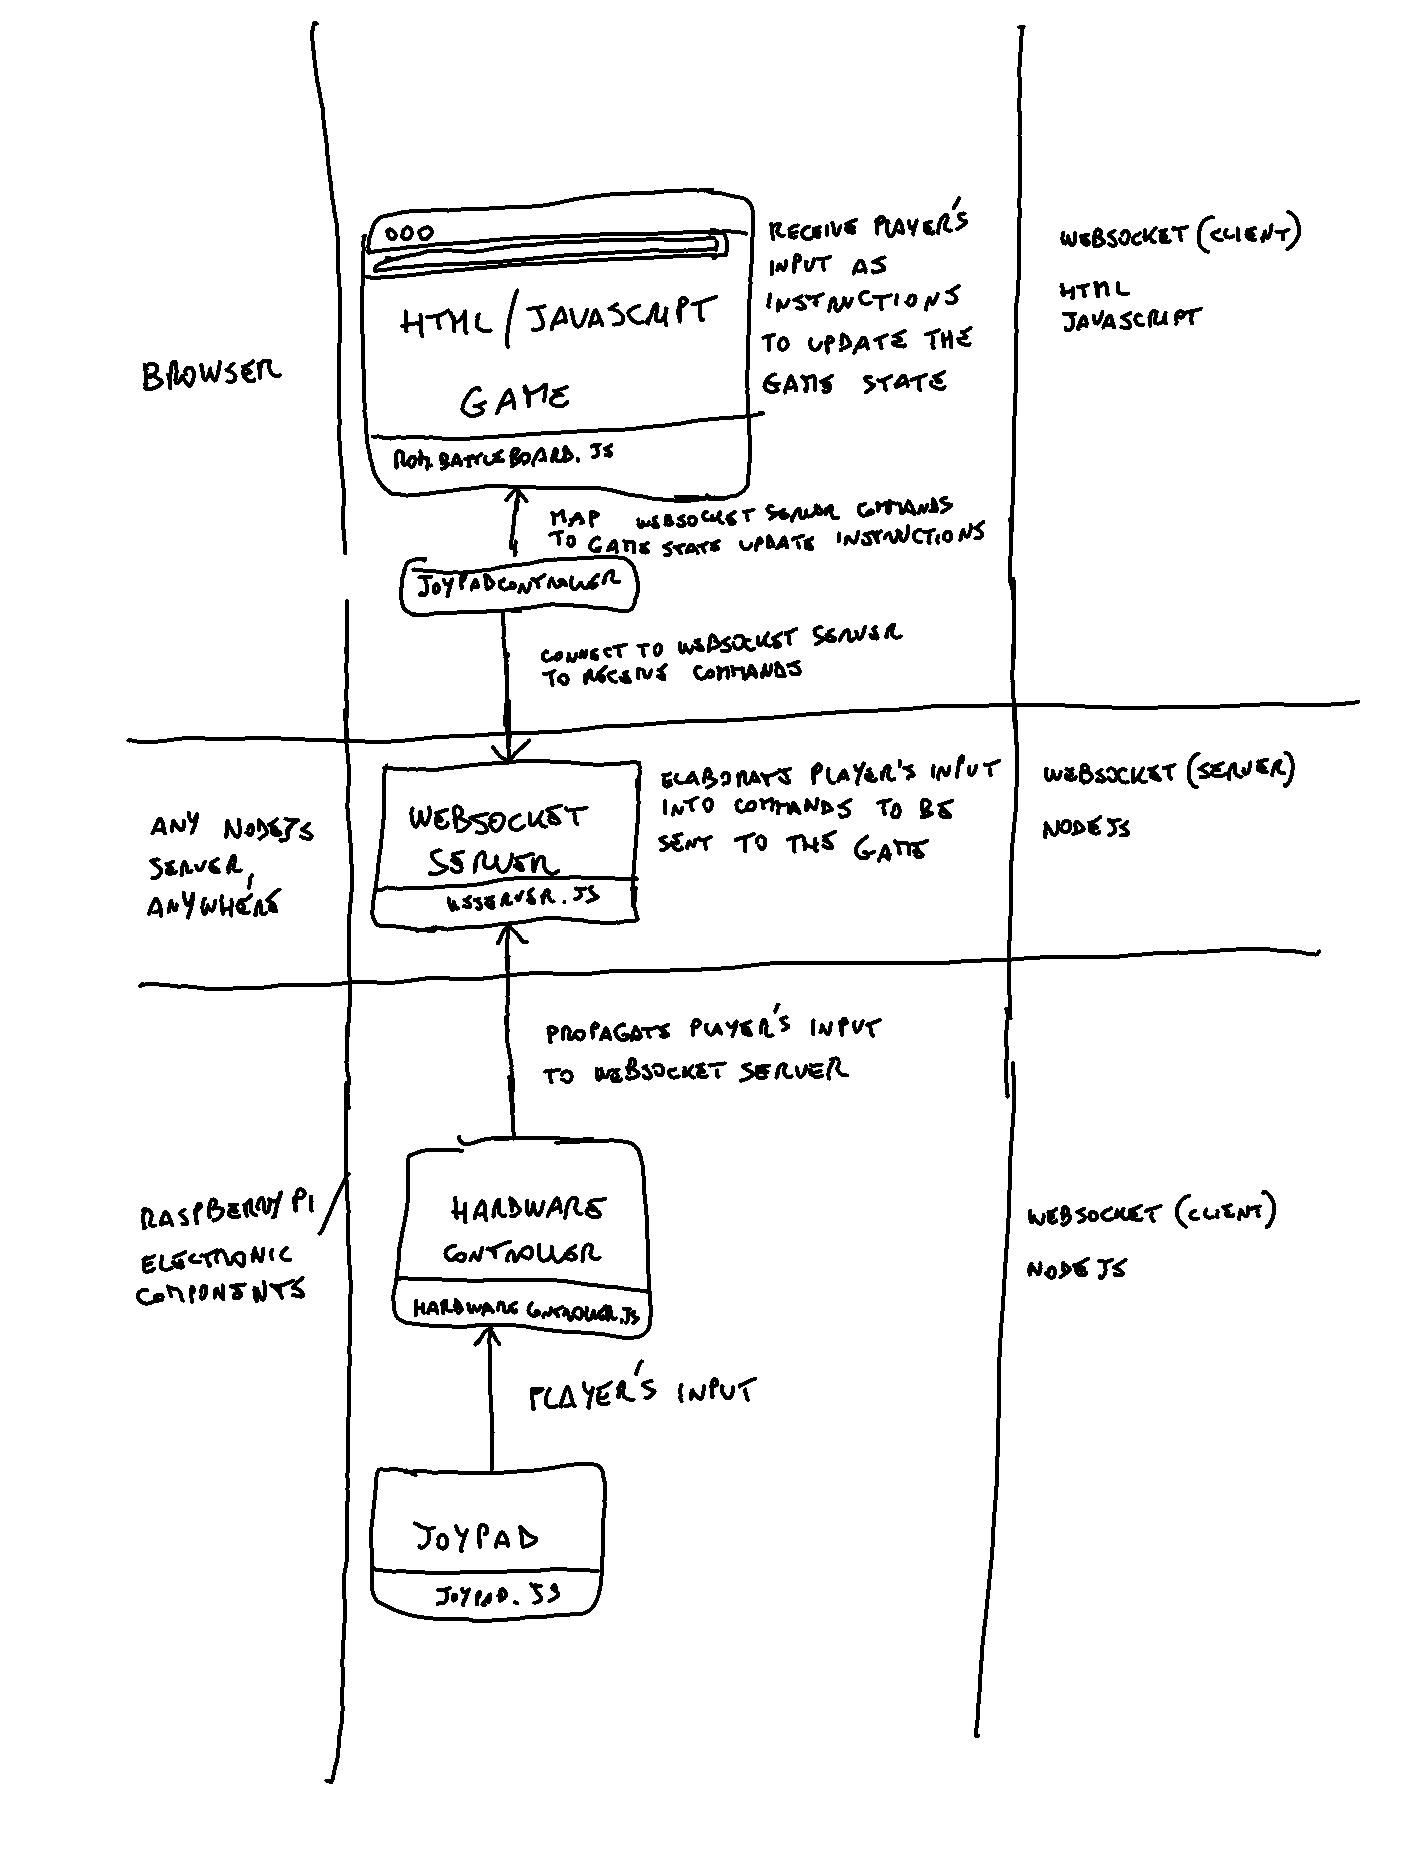 RECEIVE PLAYER'S
INPUT AS
INSTRUCTIONS
TO UPDATE THE
GAME STATE
WEBSOCKET (CLIENT)
HTML
JAVASCRIPT
HTML/JAVASCRIPT
GAME
BATTLEBOARD.JS
BROWSER
MAP WEBSOCKET SERVER COMMANDS
TO GAME STATE UPDATE INSTRUCTIONS
JOYPADCONTROLLER
CONNECT TO WEBSOCKET SERVER
TO RECEIVE COMMANDS
ANY NODEJS
SERVER,
ANYWHERE
WEBSOCKET
SERVER
WSSERVER.JS
ELABORATE PLAYER'S INPUT
INTO COMMANDS TO BE
SENT TO THE GAME
WEBSOCKET (SERVER)
NODEJS
PROPAGATE PLAYER'S INPUT
TO WEBSOCKET SERVER
RASPBERRY PI
ELECTRONIC
COMPONENTS
HARDWARE
CONTROLLER
HARDWARE CONTROLLER.JS
WEBSOCKET (CLIENT)
NODEJS
PLAYER'S INPUT
JOYPAD
JOYPAD.JS